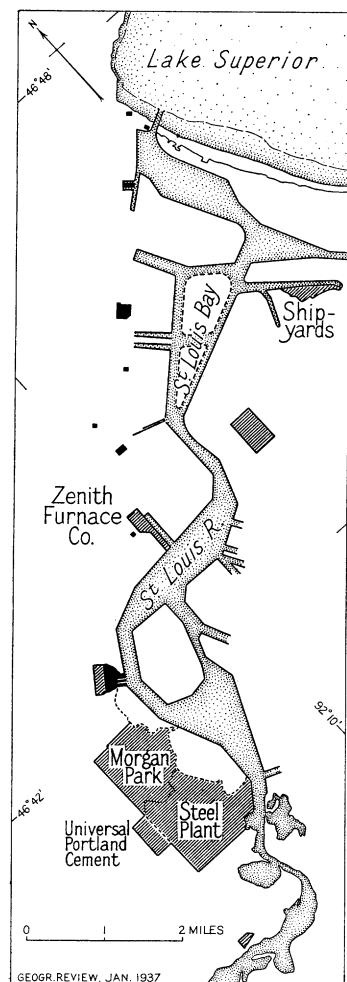 N
Lake Superior
46°48'
St Louis Bay
Ship-
yards
Zenith
Furnace
Co.
St Louis R.
92°10'
Morgan
Park
46°42'
Steel
Plant
Universal
Portland
Cement
0 1 2 MILES
GEOGR. REVIEW, JAN. 1937